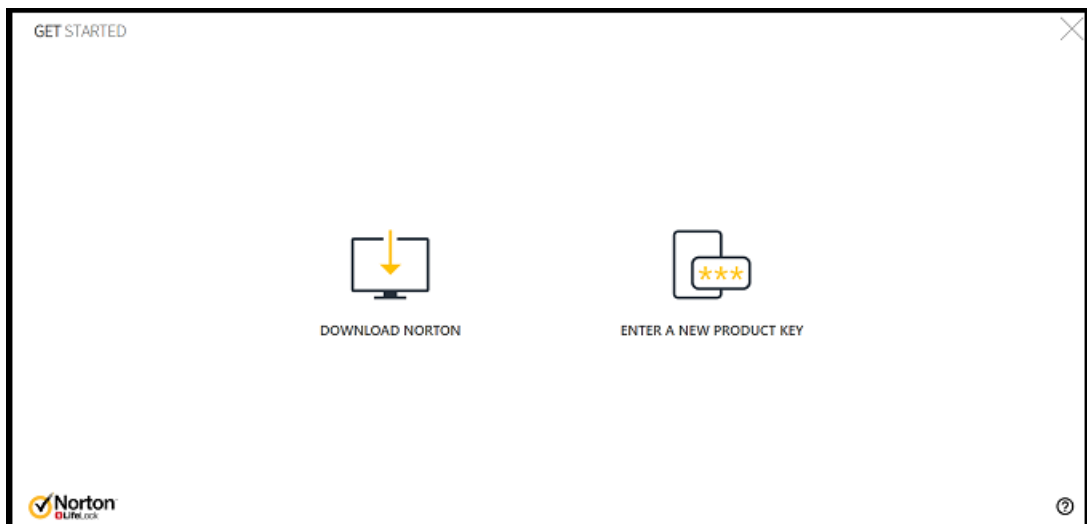 GET STARTED
***
DOWNLOAD NORTON
ENTER A NEW PRODUCT KEY
Norton
LifeLock
?